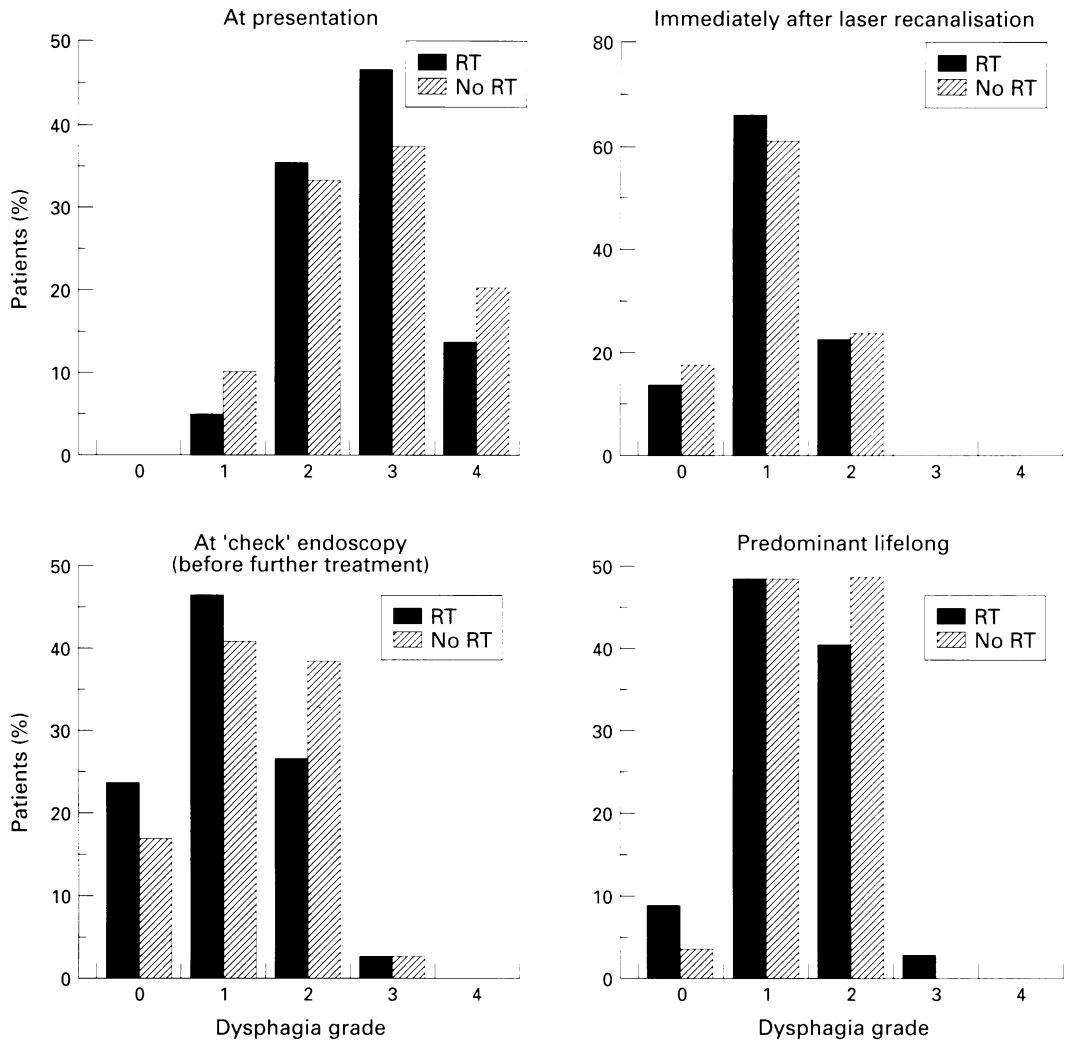 At presentation
50
40
30
20
10
0
Patients (%)
RT
No RT
0 1 2 3 4
Immediately after laser recanalisation
80
60
40
20
0
RT
No RT
0 1 2 3 4
At 'check' endoscopy
(before further treatment)
50
40
30
20
10
0
Patients (%)
RT
No RT
0 1 2 3 4
Dysphagia grade
Predominant lifelong
50
40
30
20
10
0
RT
No RT
0 1 2 3 4
Dysphagia grade